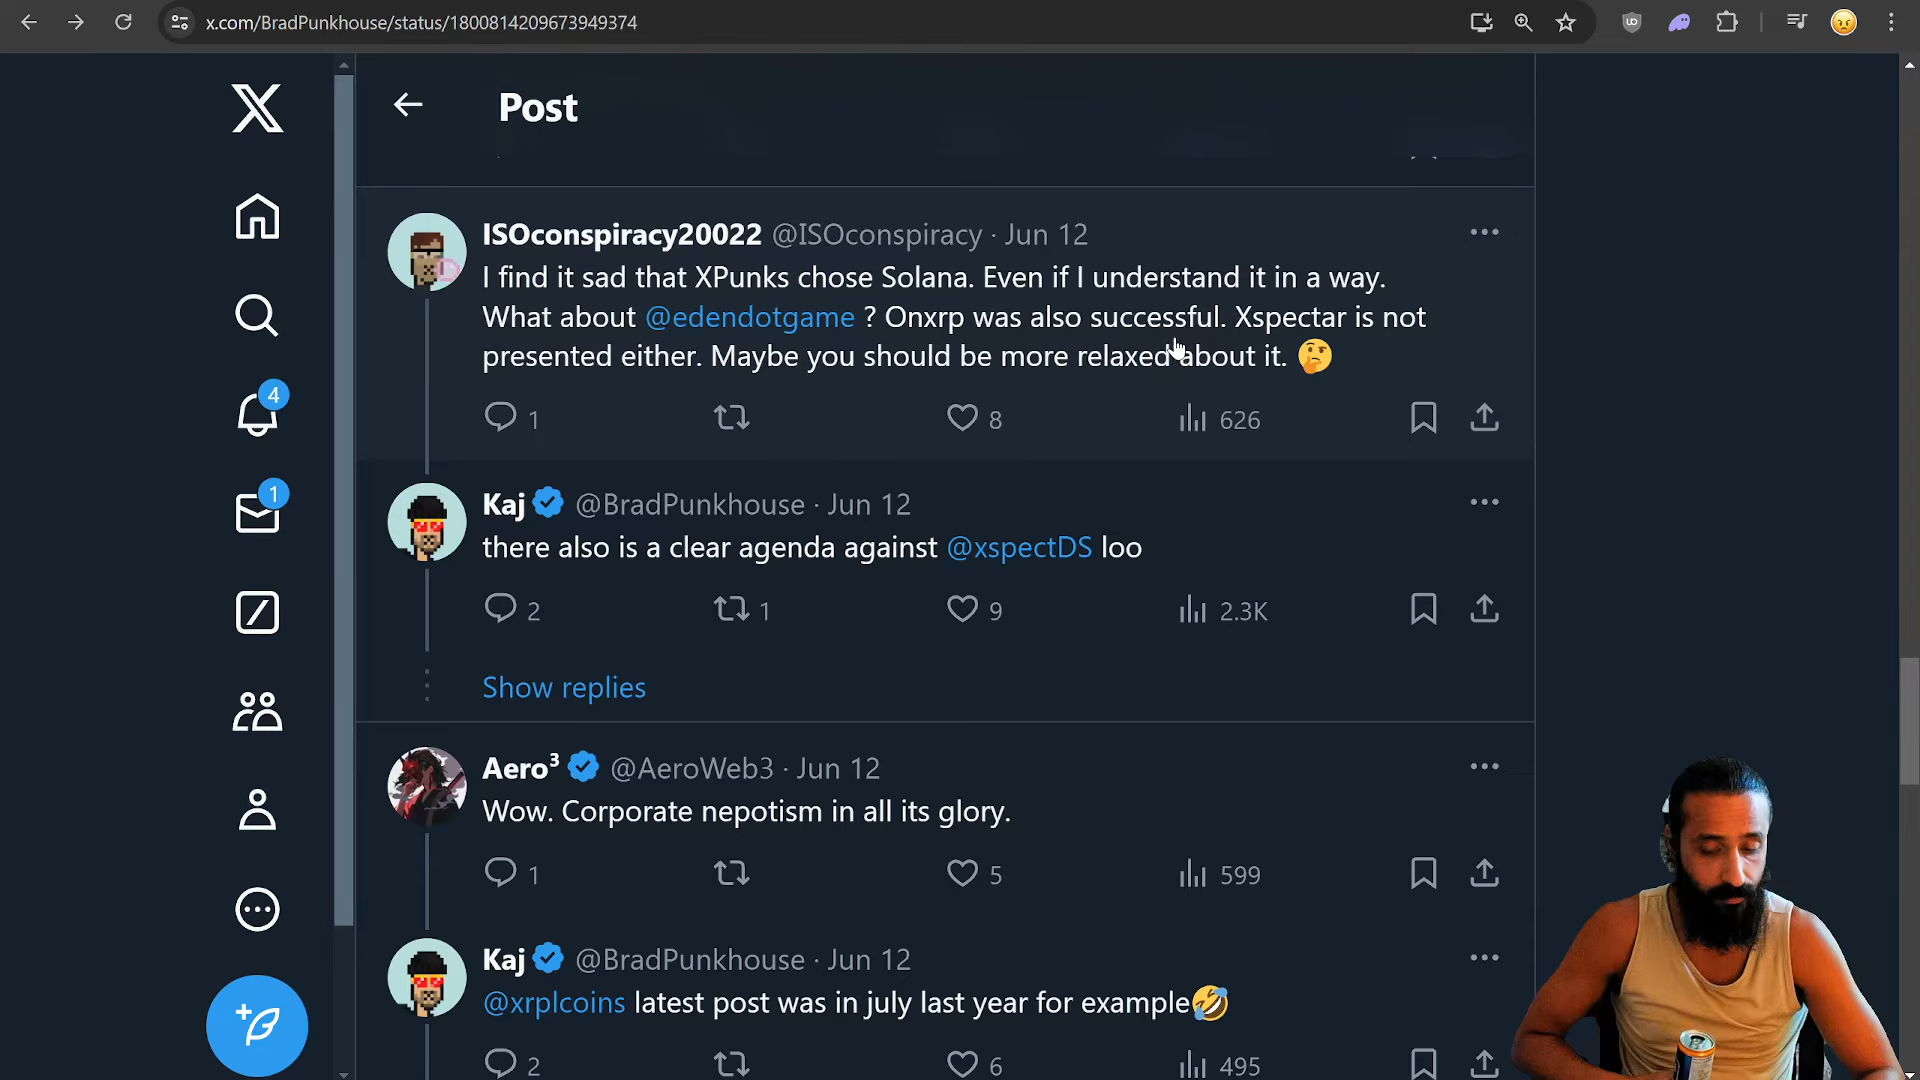 x.com/BradPunkhouse/status/1800814209673949374
Post
ISOconspiracy20022 @ISOconspiracy · Jun 12
I find it sad that XPunks chose Solana. Even if I understand it in a way.
What about @edendotgame ? Onxrp was also successful. Xspectar is not
presented either. Maybe you should be more relaxed about it. 🤔
1 8 626
4
Kaj @BradPunkhouse · Jun 12
there also is a clear agenda against @xspectDS loo
1
2 1 9 2.3K
Show replies
Aero³ @AeroWeb3 · Jun 12
Wow. Corporate nepotism in all its glory.
1 5 599
Kaj @BradPunkhouse · Jun 12
@xrplcoins latest post was in july last year for example🤣
2 6 495